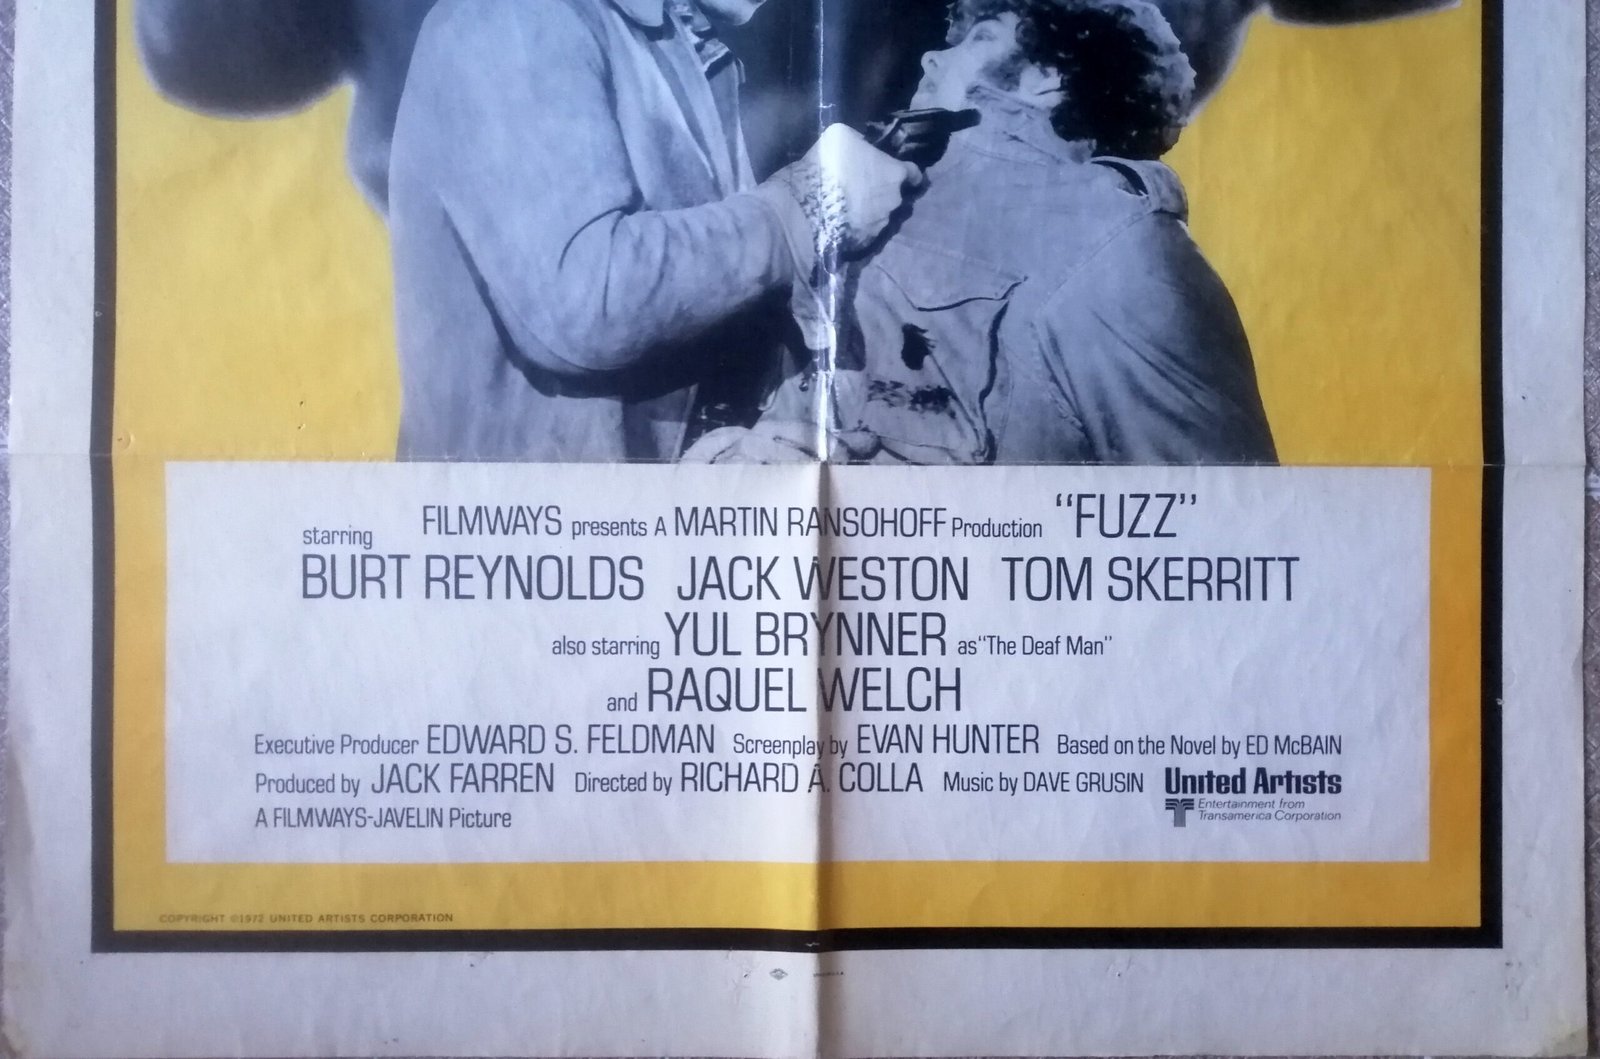 FILMWAYS presents A MARTIN RANSOHOFF Production "FUZZ"
starring
BURT REYNOLDS JACK WESTON TOM SKERRITT
also starring YUL BRYNNER as "The Deaf Man"
and RAQUEL WELCH
Executive Producer EDWARD S. FELDMAN Screenplay by EVAN HUNTER Based on the Novel by ED McBAIN
Produced by JACK FARREN Directed by RICHARD A. COLLA Music by DAVE GRUSIN United Artists
A FILMWAYS-JAVELIN Picture
Entertainment from
Transamerica Corporation
COPYRIGHT ©1972 UNITED ARTISTS CORPORATION